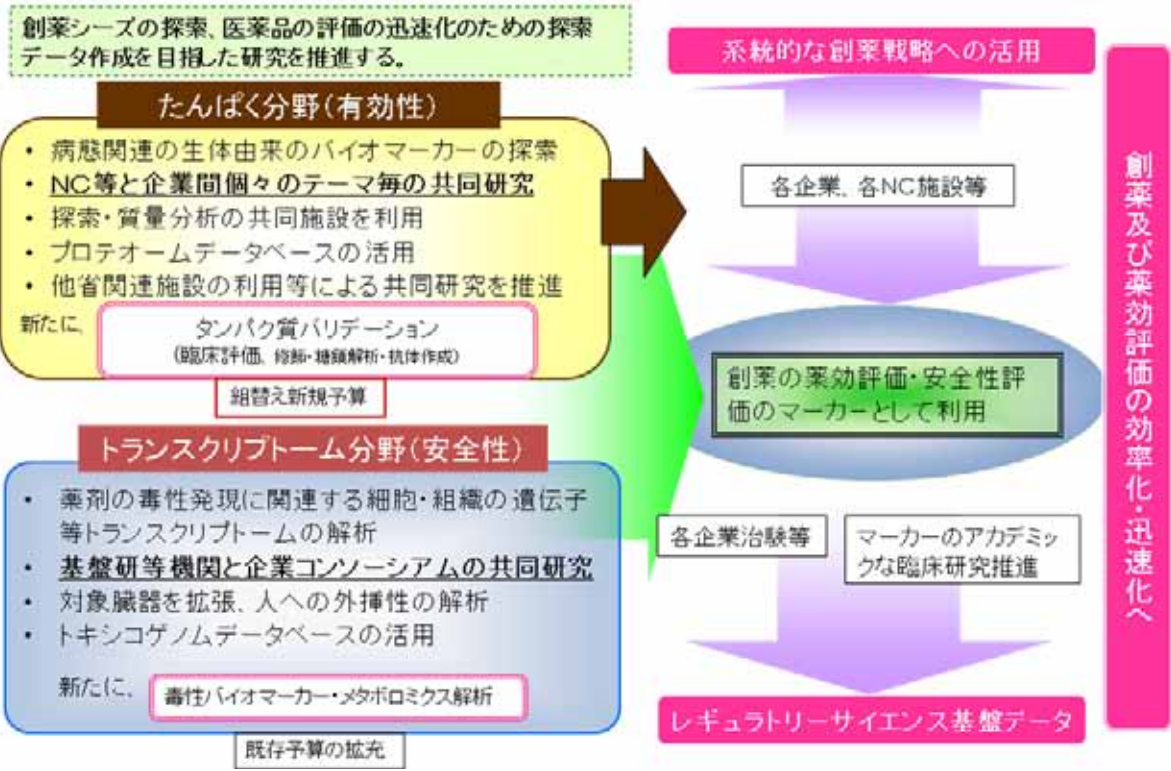 創薬シーズの探索、医薬品の評価の迅速化のための探索
データ作成を目指した研究を推進する。
たんぱく分野(有効性)
・ 病態関連の生体由来のバイオマーカーの探索
・ NC等と企業間個々のテーマ毎の共同研究
・ 探索・質量分析の共同施設を利用
・ プロテオームデータベースの活用
・ 他省関連施設の利用等による共同研究を推進
新たに、
タンパク質バリデーション
(臨床評価、修飾・糖鎖解析・抗体作成)
組替え新規予算
トランスクリプトーム分野(安全性)
・ 薬剤の毒性発現に関連する細胞・組織の遺伝子
等トランスクリプトームの解析
・ 基盤研等機関と企業コンソーシアムの共同研究
・ 対象臓器を拡張、人への外挿性の解析
・ トキシコゲノムデータベースの活用
新たに、
毒性バイオマーカー・メタボロミクス解析
既存予算の拡充
系統的な創薬戦略への活用
各企業、各NC施設等
創薬の薬効評価・安全性評
価のマーカーとして利用
各企業治験等
マーカーのアカデミッ
クな臨床研究推進
レギュラトリーサイエンス基盤データ
創薬及び薬効評価の効率化・迅速化へ